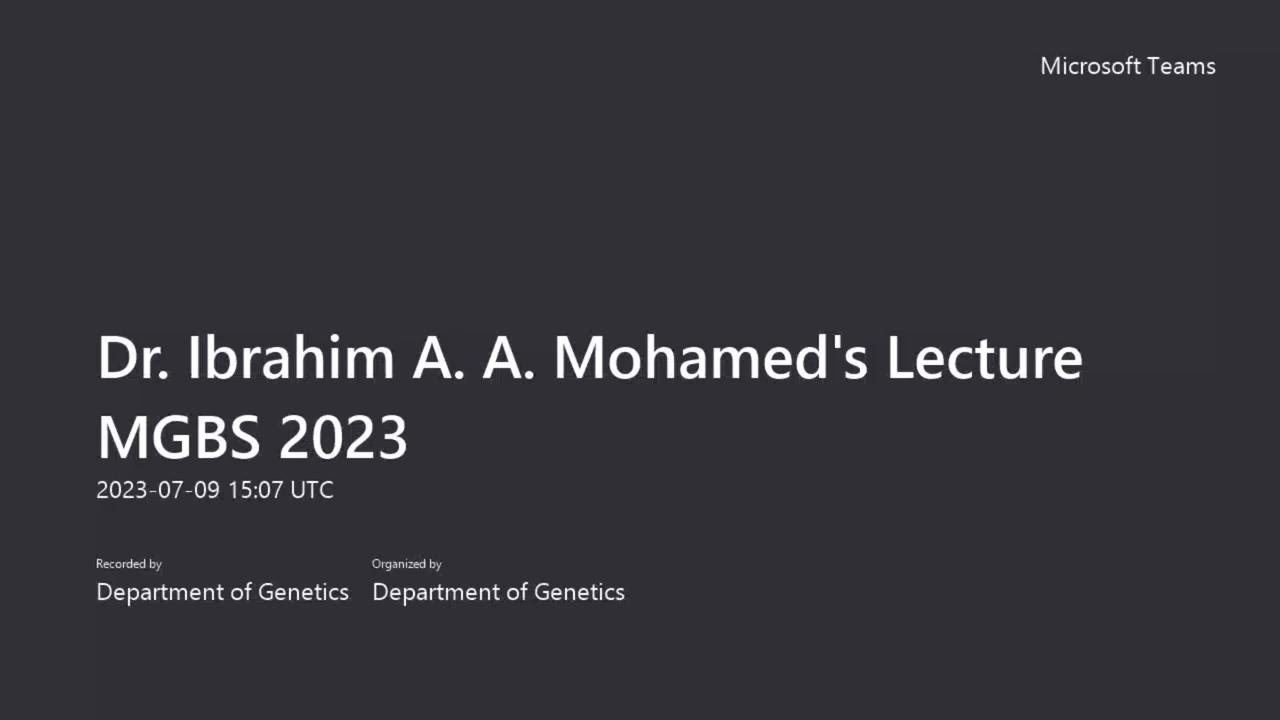 Microsoft Teams
Dr. Ibrahim A. A. Mohamed's Lecture
MGBS 2023
2023-07-09 15:07 UTC
Recorded by
Organized by
Department of Genetics
Department of Genetics